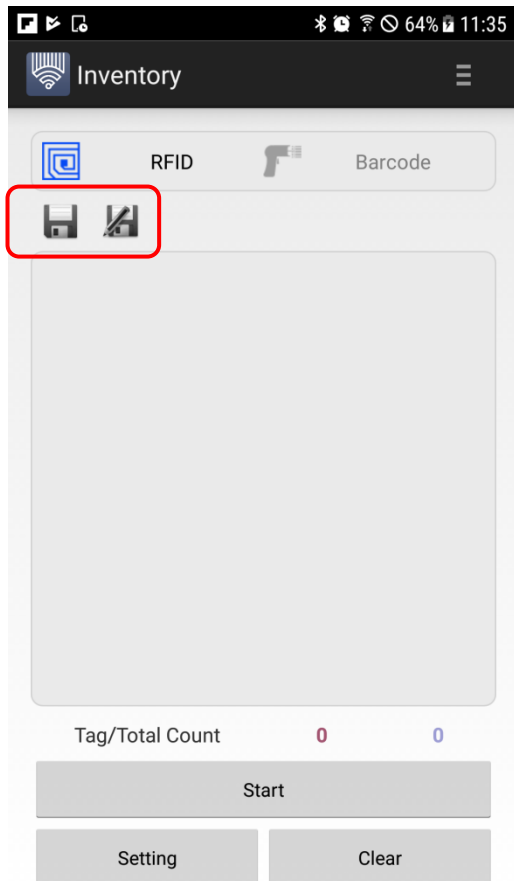 64% 11:35
Inventory
RFID Barcode
Tag/Total Count 0 0
Start
Setting Clear